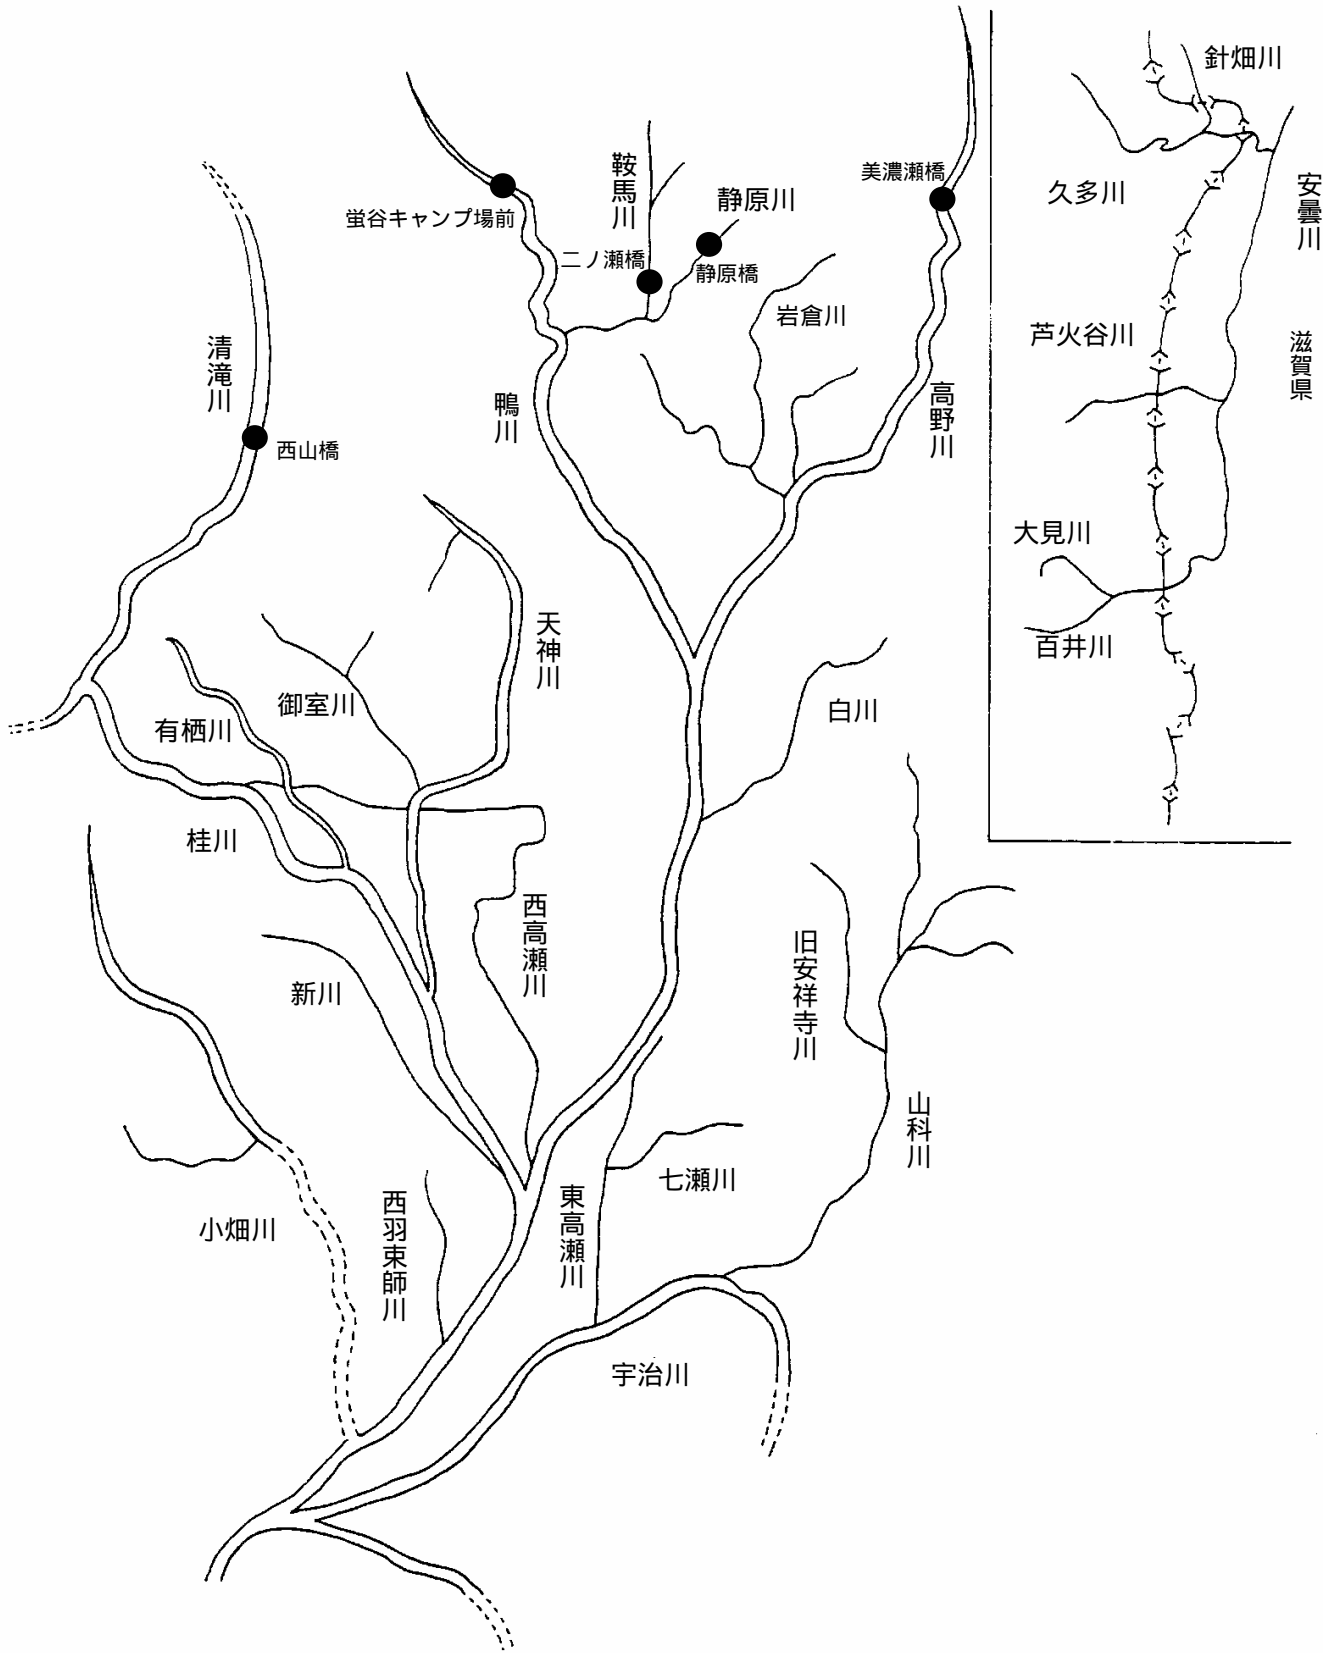 針畑川
久多川
安曇川
芦火谷川
滋賀県
大見川
百井川
鞍馬川
静原川
美濃瀬橋
蛍谷キャンプ場前
二ノ瀬橋
静原橋
岩倉川
清滝川
鴨川
高野川
西山橋
天神川
御室川
有栖川
白川
桂川
西高瀬川
旧安祥寺川
新川
山科川
七瀬川
東高瀬川
西羽束師川
小畑川
宇治川